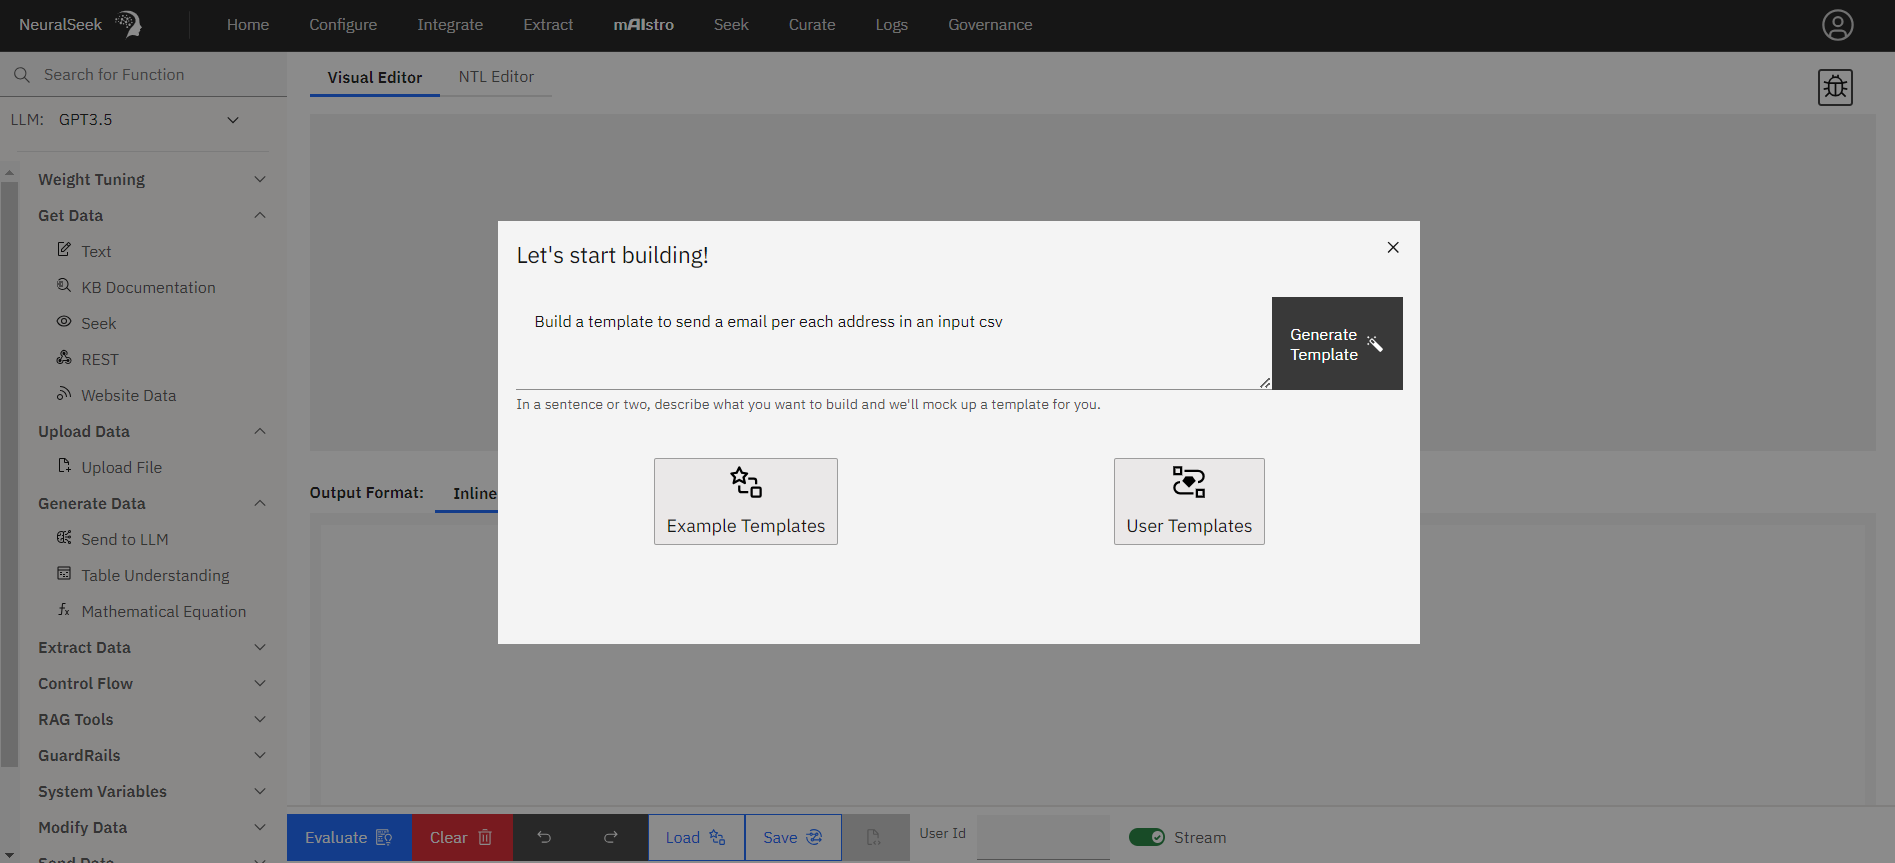 NeuralSeek
Home
Configure
Integrate
Extract
mAIstro
Seek
Curate
Logs
Governance
Search for Function
LLM: GPT3.5
Weight Tuning
Get Data
Text
KB Documentation
Seek
REST
Website Data
Upload Data
Upload File
Generate Data
Send to LLM
Table Understanding
Mathematical Equation
Extract Data
Control Flow
RAG Tools
GuardRails
System Variables
Modify Data
Send Data
Visual Editor
NTL Editor
Let's start building!
Build a template to send a email per each address in an input csv
Generate
Template
In a sentence or two, describe what you want to build and we'll mock up a template for you.
Example Templates
User Templates
Output Format:
Inline
Evaluate
Clear
Load
Save
User Id
Stream